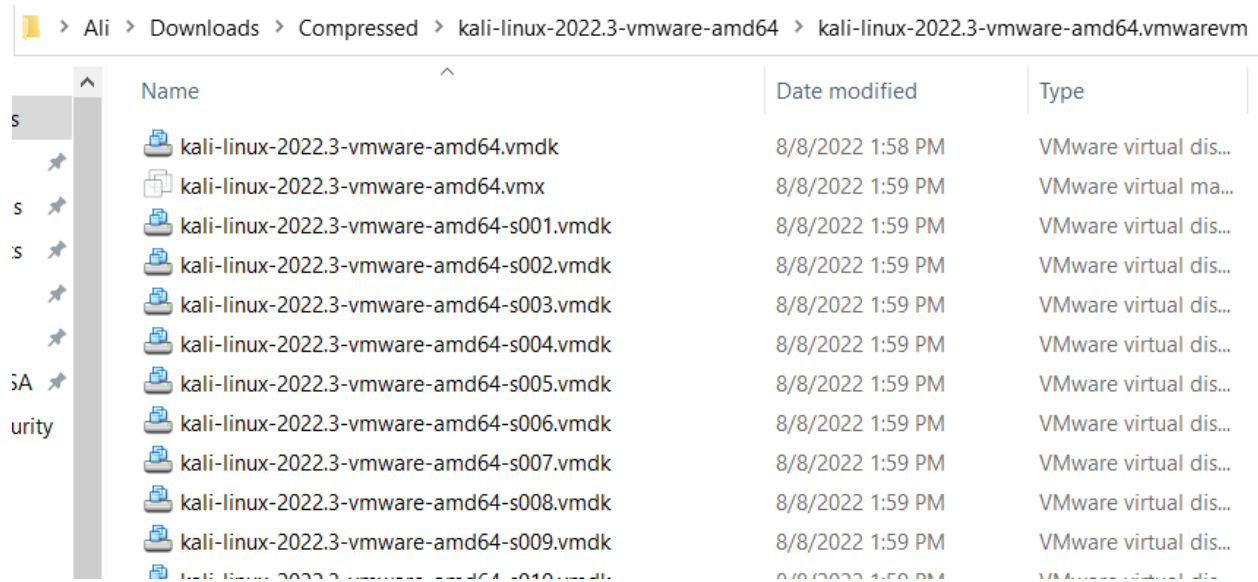 > Ali > Downloads > Compressed > kali-linux-2022.3-vmware-amd64 > kali-linux-2022.3-vmware-amd64.vmwarevm
Name Date modified Type
s
kali-linux-2022.3-vmware-amd64.vmdk 8/8/2022 1:58 PM VMware virtual dis...
kali-linux-2022.3-vmware-amd64.vmx 8/8/2022 1:59 PM VMware virtual ma...
s
kali-linux-2022.3-vmware-amd64-s001.vmdk 8/8/2022 1:59 PM VMware virtual dis...
s
kali-linux-2022.3-vmware-amd64-s002.vmdk 8/8/2022 1:59 PM VMware virtual dis...
kali-linux-2022.3-vmware-amd64-s003.vmdk 8/8/2022 1:59 PM VMware virtual dis...
kali-linux-2022.3-vmware-amd64-s004.vmdk 8/8/2022 1:59 PM VMware virtual dis...
SA
kali-linux-2022.3-vmware-amd64-s005.vmdk 8/8/2022 1:59 PM VMware virtual dis...
urity
kali-linux-2022.3-vmware-amd64-s006.vmdk 8/8/2022 1:59 PM VMware virtual dis...
kali-linux-2022.3-vmware-amd64-s007.vmdk 8/8/2022 1:59 PM VMware virtual dis...
kali-linux-2022.3-vmware-amd64-s008.vmdk 8/8/2022 1:59 PM VMware virtual dis...
kali-linux-2022.3-vmware-amd64-s009.vmdk 8/8/2022 1:59 PM VMware virtual dis...